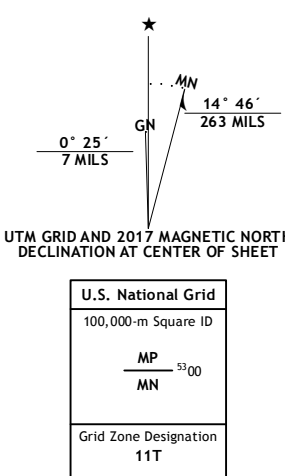 ★
MN
GN
14° 46´
263 MILS
0° 25´
7 MILS
UTM GRID AND 2017 MAGNETIC NORTH
DECLINATION AT CENTER OF SHEET
U.S. National Grid
100,000-m Square ID
MP
5300
MN
Grid Zone Designation
11T